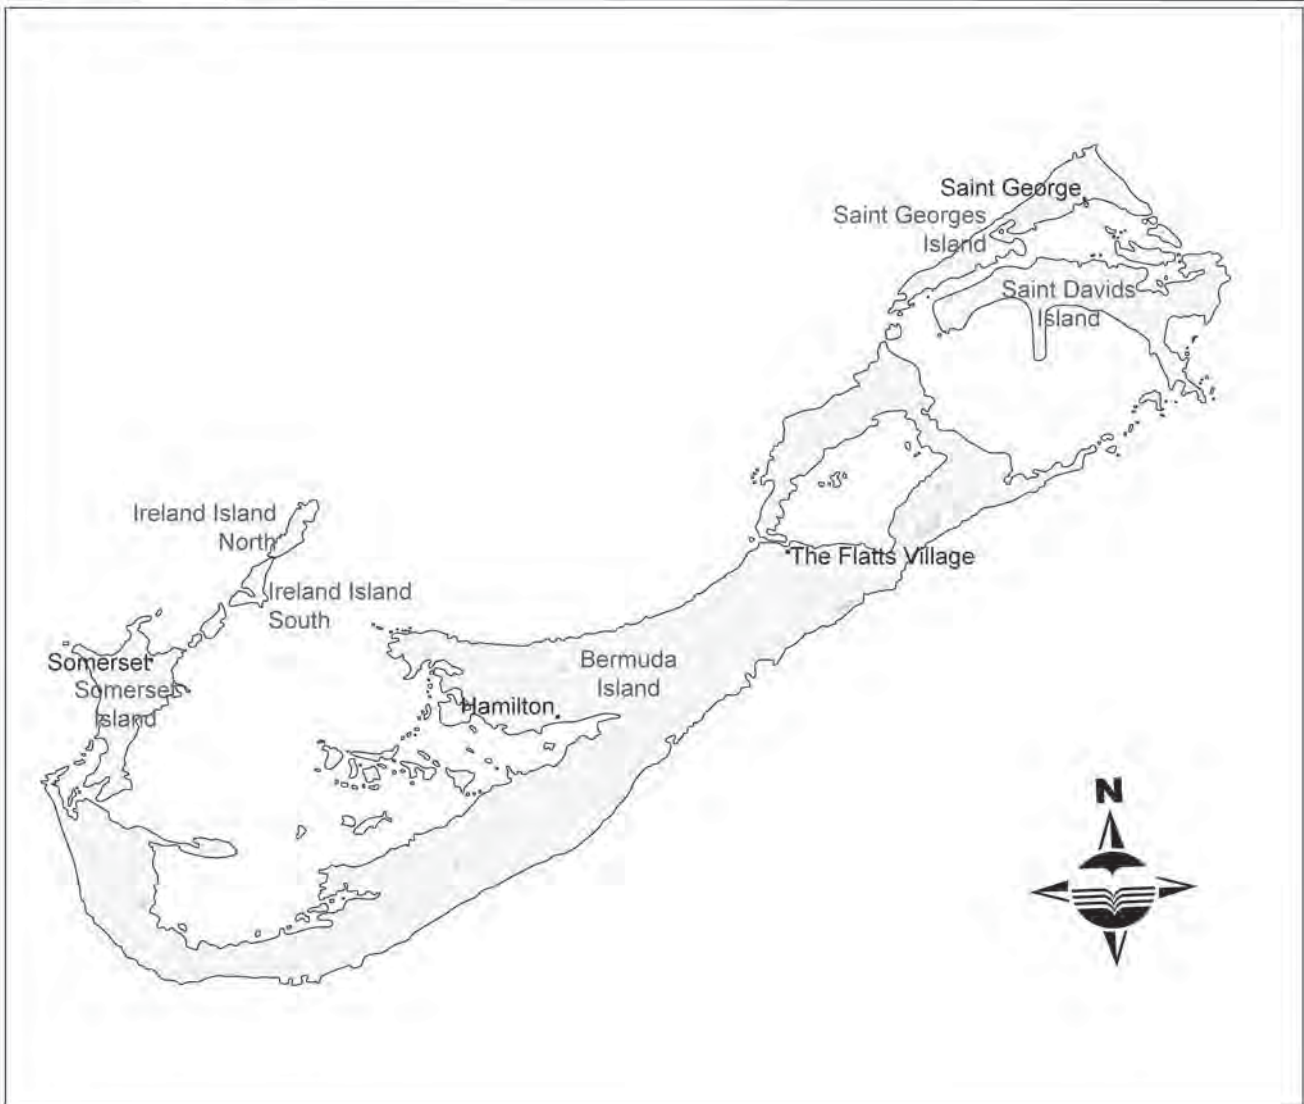 Saint George
Saint Georges
Island
Saint Davids
Island
Ireland Island
North
The Flatts Village
Ireland Island
South
Somerset
Somerset
Island
Bermuda
Island
Hamilton
N